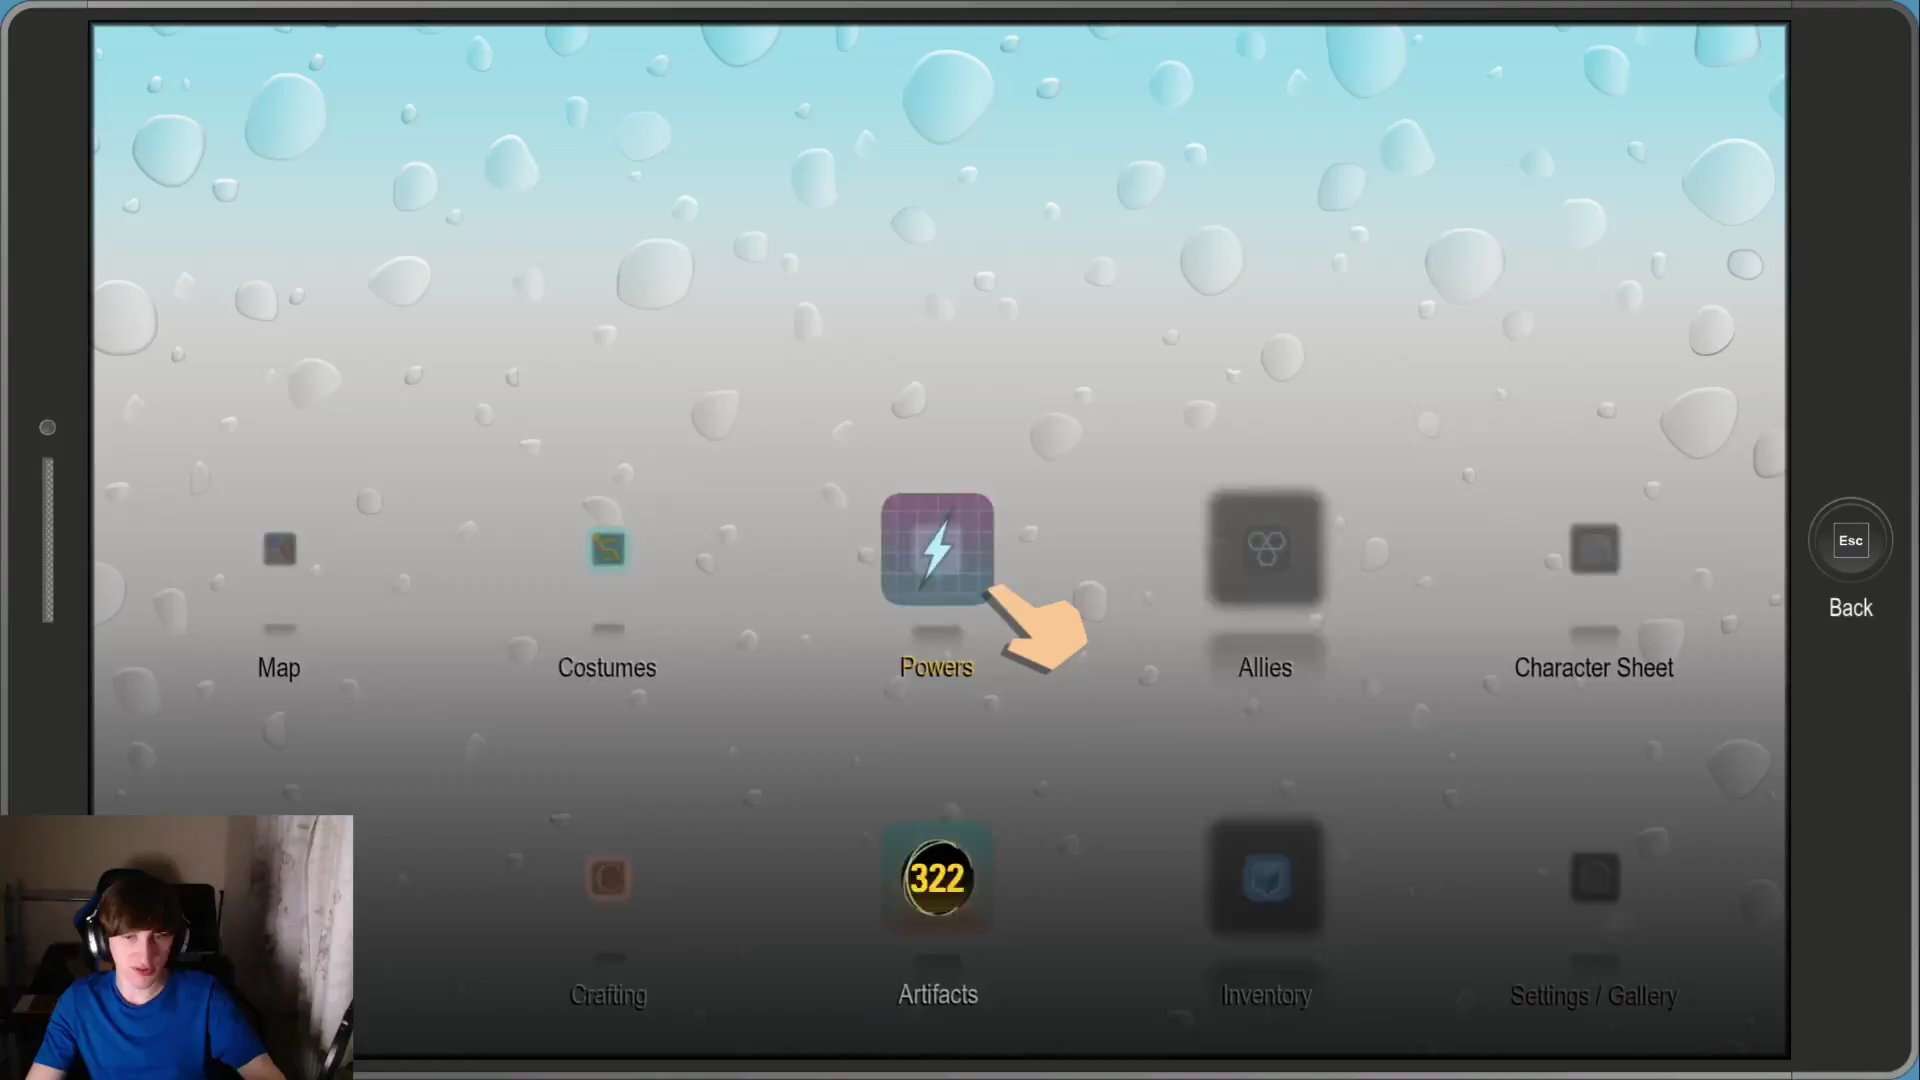 Map
Costumes
Powers
Allies
Character Sheet
Esc
Back
322
Crafting
Artifacts
Inventory
Settings / Gallery